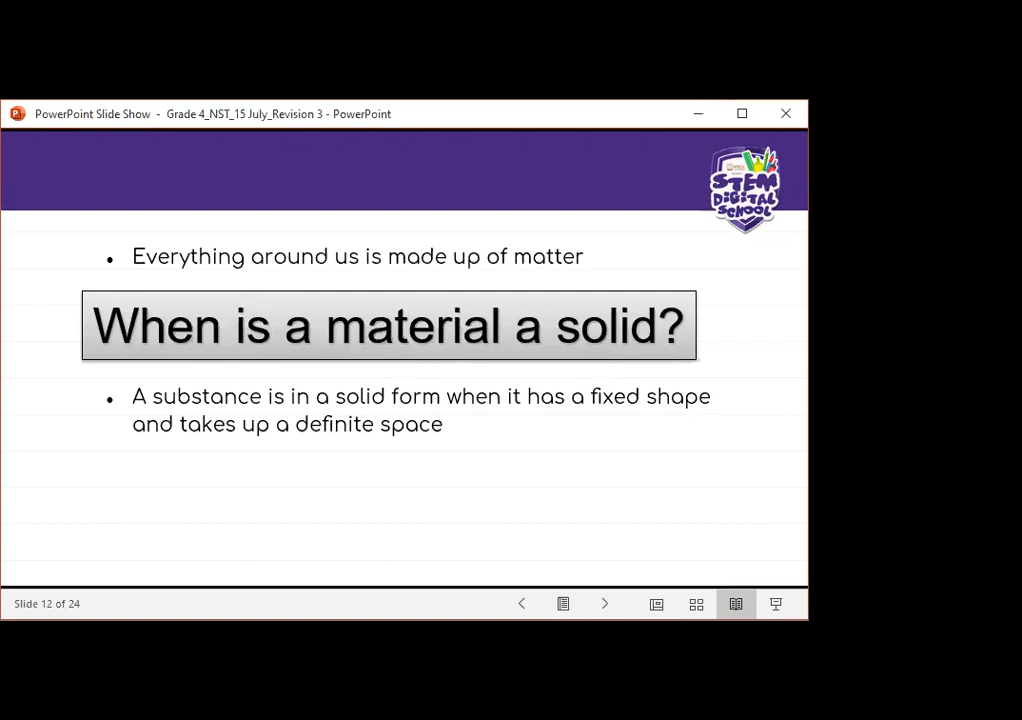 PowerPoint Slide Show - Grade 4_NST_15 July_Revision 3 - PowerPoint
STEM
DIGITAL
SCHOOL
• Everything around us is made up of matter
When is a material a solid?
• A substance is in a solid form when it has a fixed shape
and takes up a definite space
Slide 12 of 24